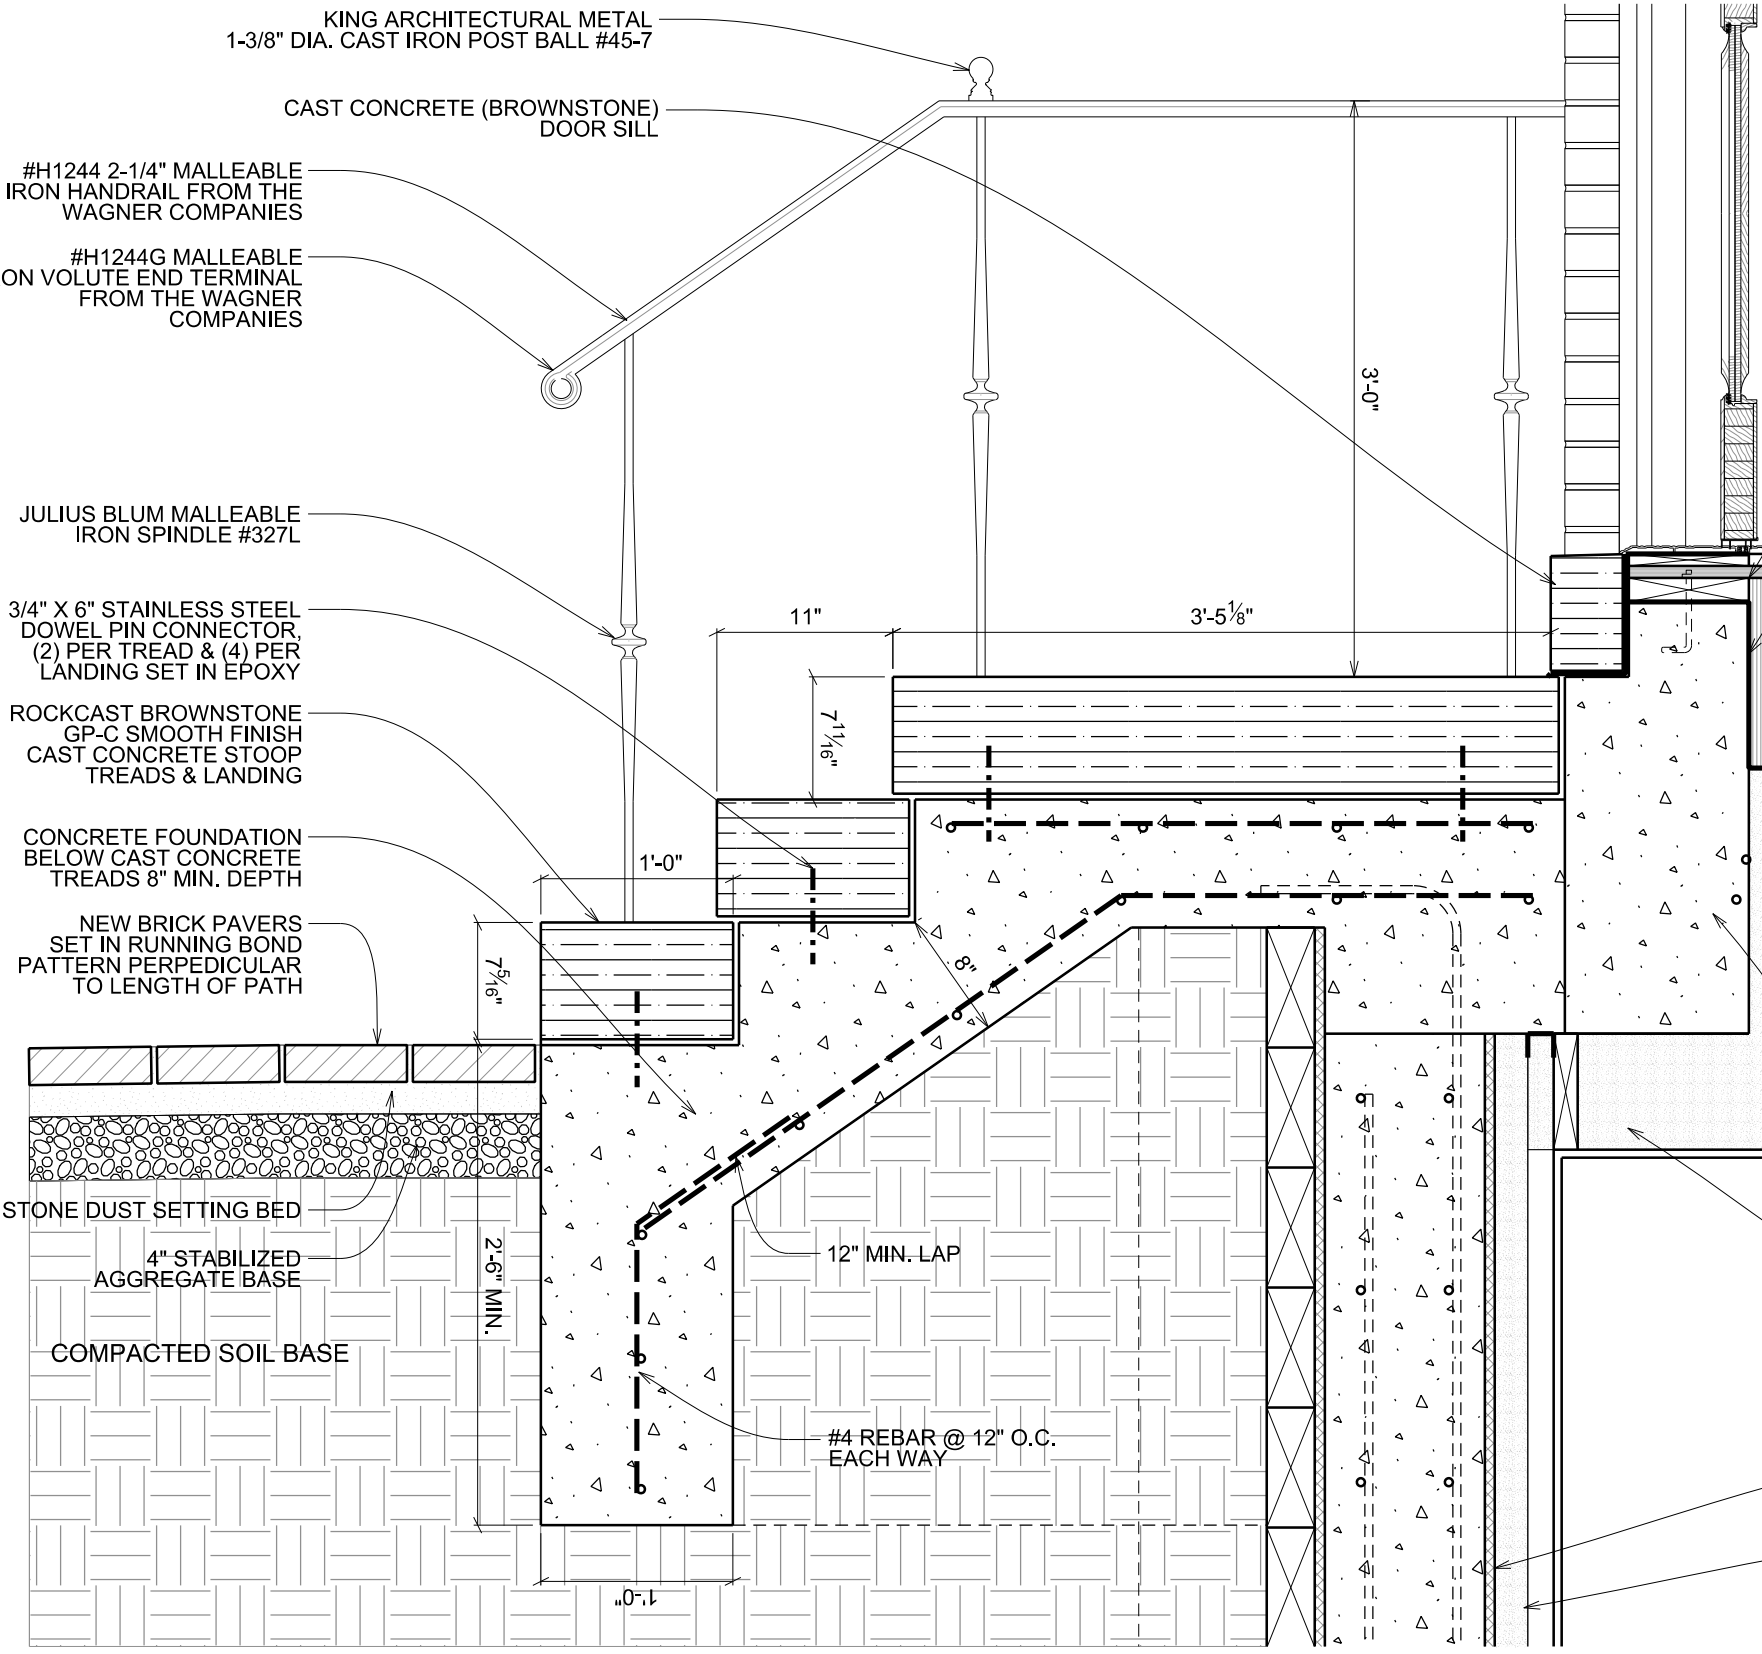 KING ARCHITECTURAL METAL
1-3/8" DIA. CAST IRON POST BALL #45-7
CAST CONCRETE (BROWNSTONE)
DOOR SILL
#H1244 2-1/4" MALLEABLE
IRON HANDRAIL FROM THE
WAGNER COMPANIES
#H1244G MALLEABLE
ON VOLUTE END TERMINAL
FROM THE WAGNER
COMPANIES
3'-0"
JULIUS BLUM MALLEABLE
IRON SPINDLE #327L
3/4" X 6" STAINLESS STEEL
DOWEL PIN CONNECTOR,
(2) PER TREAD & (4) PER
LANDING SET IN EPOXY
11"
3'-5 1/8"
ROCKCAST BROWNSTONE
GP-C SMOOTH FINISH
CAST CONCRETE STOOP
TREADS & LANDING
7 11/16"
CONCRETE FOUNDATION
BELOW CAST CONCRETE
TREADS 8" MIN. DEPTH
1'-0"
NEW BRICK PAVERS
SET IN RUNNING BOND
PATTERN PERPEDICULAR
TO LENGTH OF PATH
7 5/16"
8"
STONE DUST SETTING BED
4" STABILIZED
AGGREGATE BASE
2'-6" MIN.
12" MIN. LAP
COMPACTED SOIL BASE
#4 REBAR @ 12" O.C.
EACH WAY
1'-0"